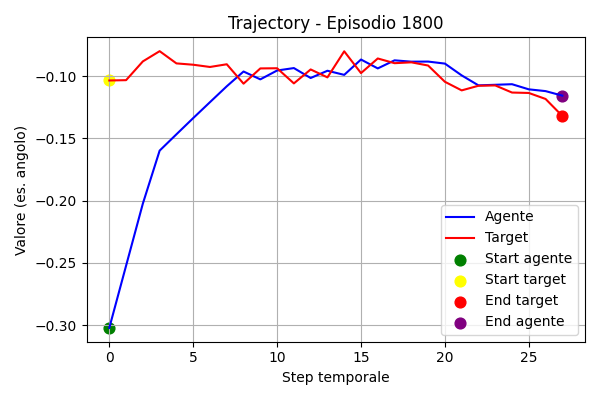 Trajectory - Episodio 1800
Valore (es. angolo)
−0.10
−0.15
−0.20
−0.25
−0.30
0
5
10
15
20
25
Step temporale
Agente
Target
Start agente
Start target
End target
End agente